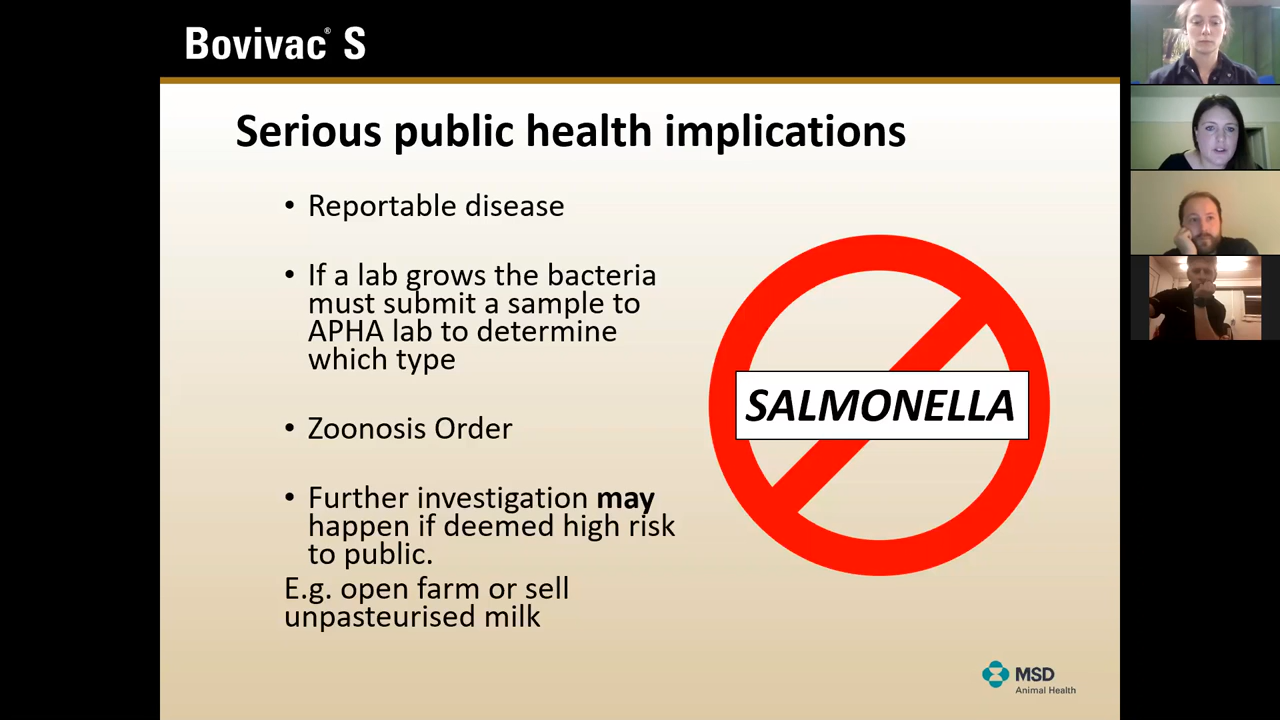 Bovivac® S
Serious public health implications
• Reportable disease
• If a lab grows the bacteria
must submit a sample to
APHA lab to determine
which type
• Zoonosis Order
• Further investigation may
happen if deemed high risk
to public.
E.g. open farm or sell
unpasteurised milk
SALMONELLA
MSD
Animal Health